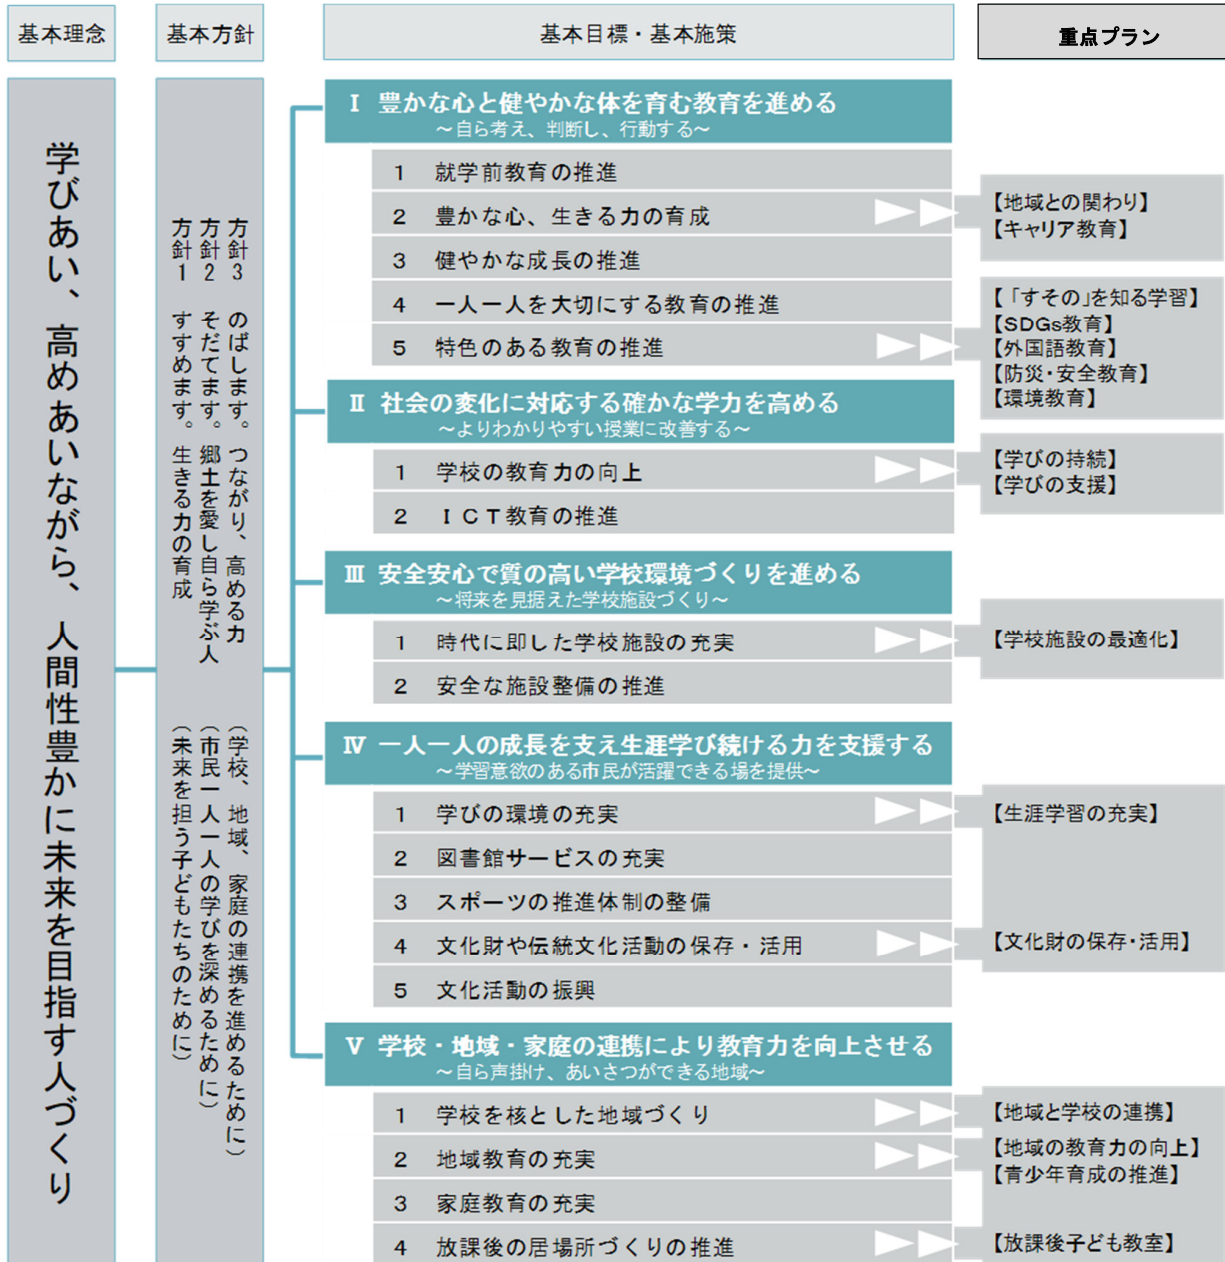 基本理念
基本方針
基本目標・基本施策
重点プラン
学びあい、高めあいながら、人間性豊かに未来を目指す人づくり
方針3 のばします。つながり、高める力 (学校、地域、家庭の連携を進めるために)
方針2 そだてます。郷土を愛し自ら学ぶ人 (市民一人一人の学びを深めるために)
方針1 すすめます。生きる力の育成 (未来を担う子どもたちのために)
Ⅰ 豊かな心と健やかな体を育む教育を進める
～自ら考え、判断し、行動する～
1 就学前教育の推進
2 豊かな心、生きる力の育成
【地域との関わり】
【キャリア教育】
3 健やかな成長の推進
4 一人一人を大切にする教育の推進
5 特色のある教育の推進
【「すその」を知る学習】
【SDGs教育】
【外国語教育】
【防災・安全教育】
【環境教育】
Ⅱ 社会の変化に対応する確かな学力を高める
～よりわかりやすい授業に改善する～
1 学校の教育力の向上
【学びの持続】
【学びの支援】
2 ＩＣＴ教育の推進
Ⅲ 安全安心で質の高い学校環境づくりを進める
～将来を見据えた学校施設づくり～
1 時代に即した学校施設の充実
【学校施設の最適化】
2 安全な施設整備の推進
Ⅳ 一人一人の成長を支え生涯学び続ける力を支援する
～学習意欲のある市民が活躍できる場を提供～
1 学びの環境の充実
【生涯学習の充実】
2 図書館サービスの充実
3 スポーツの推進体制の整備
4 文化財や伝統文化活動の保存・活用
【文化財の保存・活用】
5 文化活動の振興
Ⅴ 学校・地域・家庭の連携により教育力を向上させる
～自ら声掛け、あいさつができる地域～
1 学校を核とした地域づくり
【地域と学校の連携】
2 地域教育の充実
【地域の教育力の向上】
【青少年育成の推進】
3 家庭教育の充実
4 放課後の居場所づくりの推進
【放課後子ども教室】